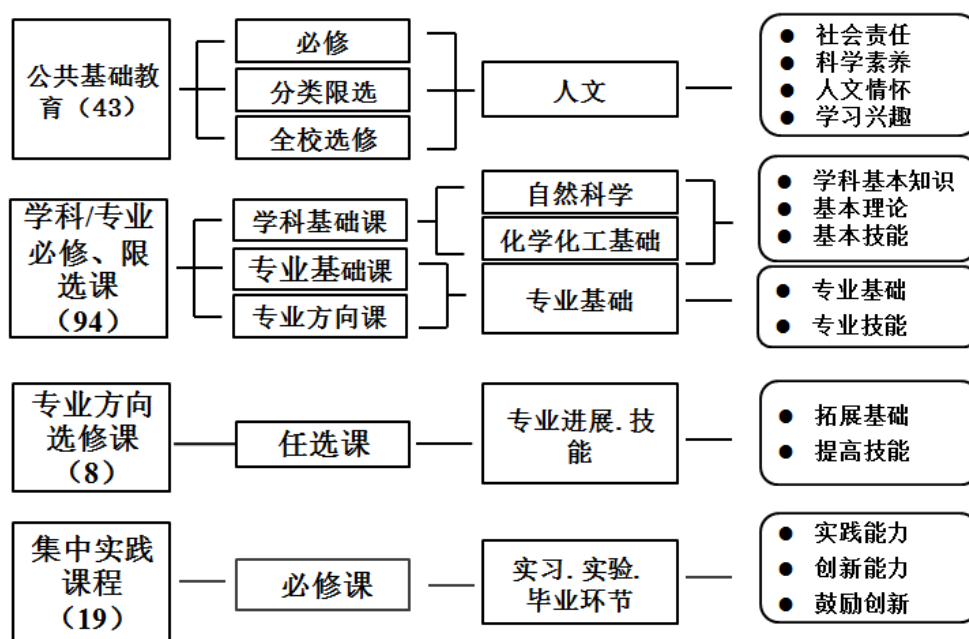 公共基础教
育（43）
必修
分类限选
全校选修
人文
● 社会责任
● 科学素养
● 人文情怀
● 学习兴趣
学科/专业
必修、限
选课
（94）
学科基础课
专业基础课
专业方向课
自然科学
化学化工基础
专业基础
● 学科基本知识
● 基本理论
● 基本技能
● 专业基础
● 专业技能
专业方向
选修课
（8）
任选课
专业进展.技
能
● 拓展基础
● 提高技能
集中实践
课程
（19）
必修课
实习.实验.
毕业环节
● 实践能力
● 创新能力
● 鼓励创新